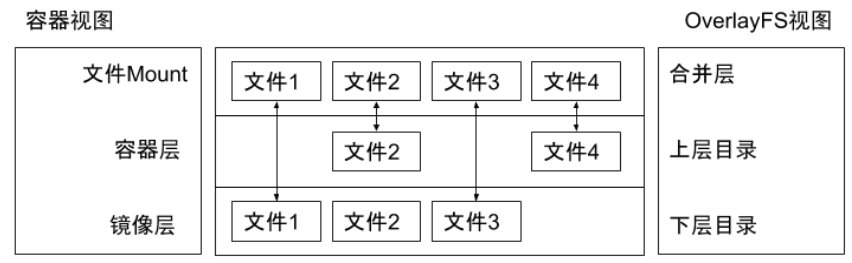 容器视图 OverlayFS视图
文件Mount 文件1 文件2 文件3 文件4 合并层
容器层 文件2 文件4 上层目录
镜像层 文件1 文件2 文件3 下层目录